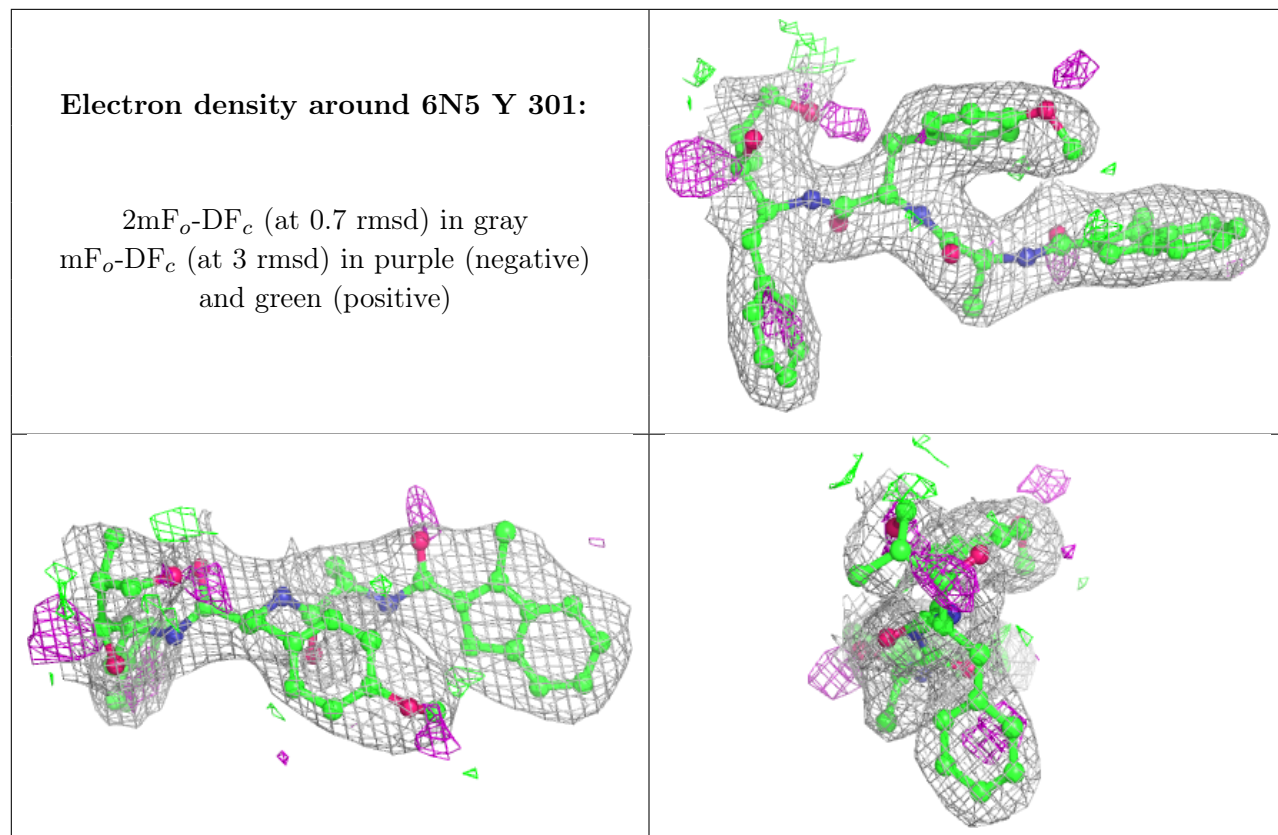 Electron density around 6N5 Y 301:
2mFo-DFc (at 0.7 rmsd) in gray
mFo-DFc (at 3 rmsd) in purple (negative)
and green (positive)